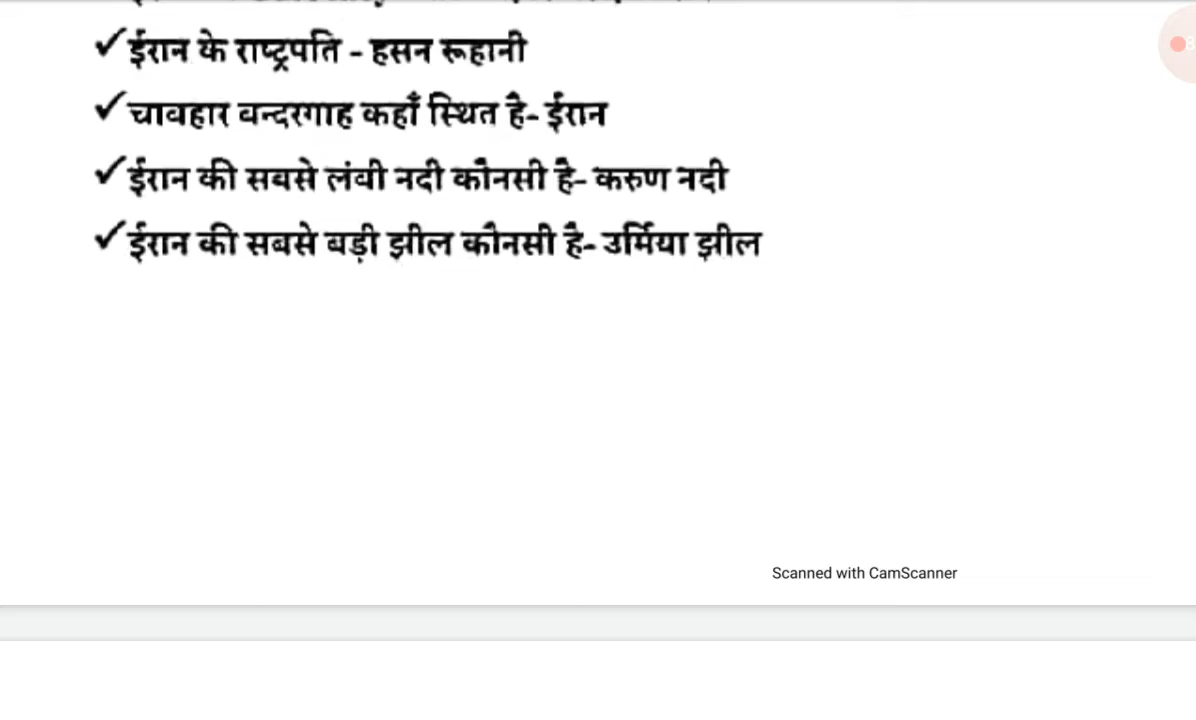 ✓ईरान के राष्ट्रपति - हसन रूहानी
✓चावहार वन्दरगाह कहाँ स्थित है- ईरान
✓ईरान की सबसे लंवी नदी कौनसी है- करुण नदी
✓ईरान की सबसे बड़ी झील कौनसी है- उर्मिया झील
Scanned with CamScanner